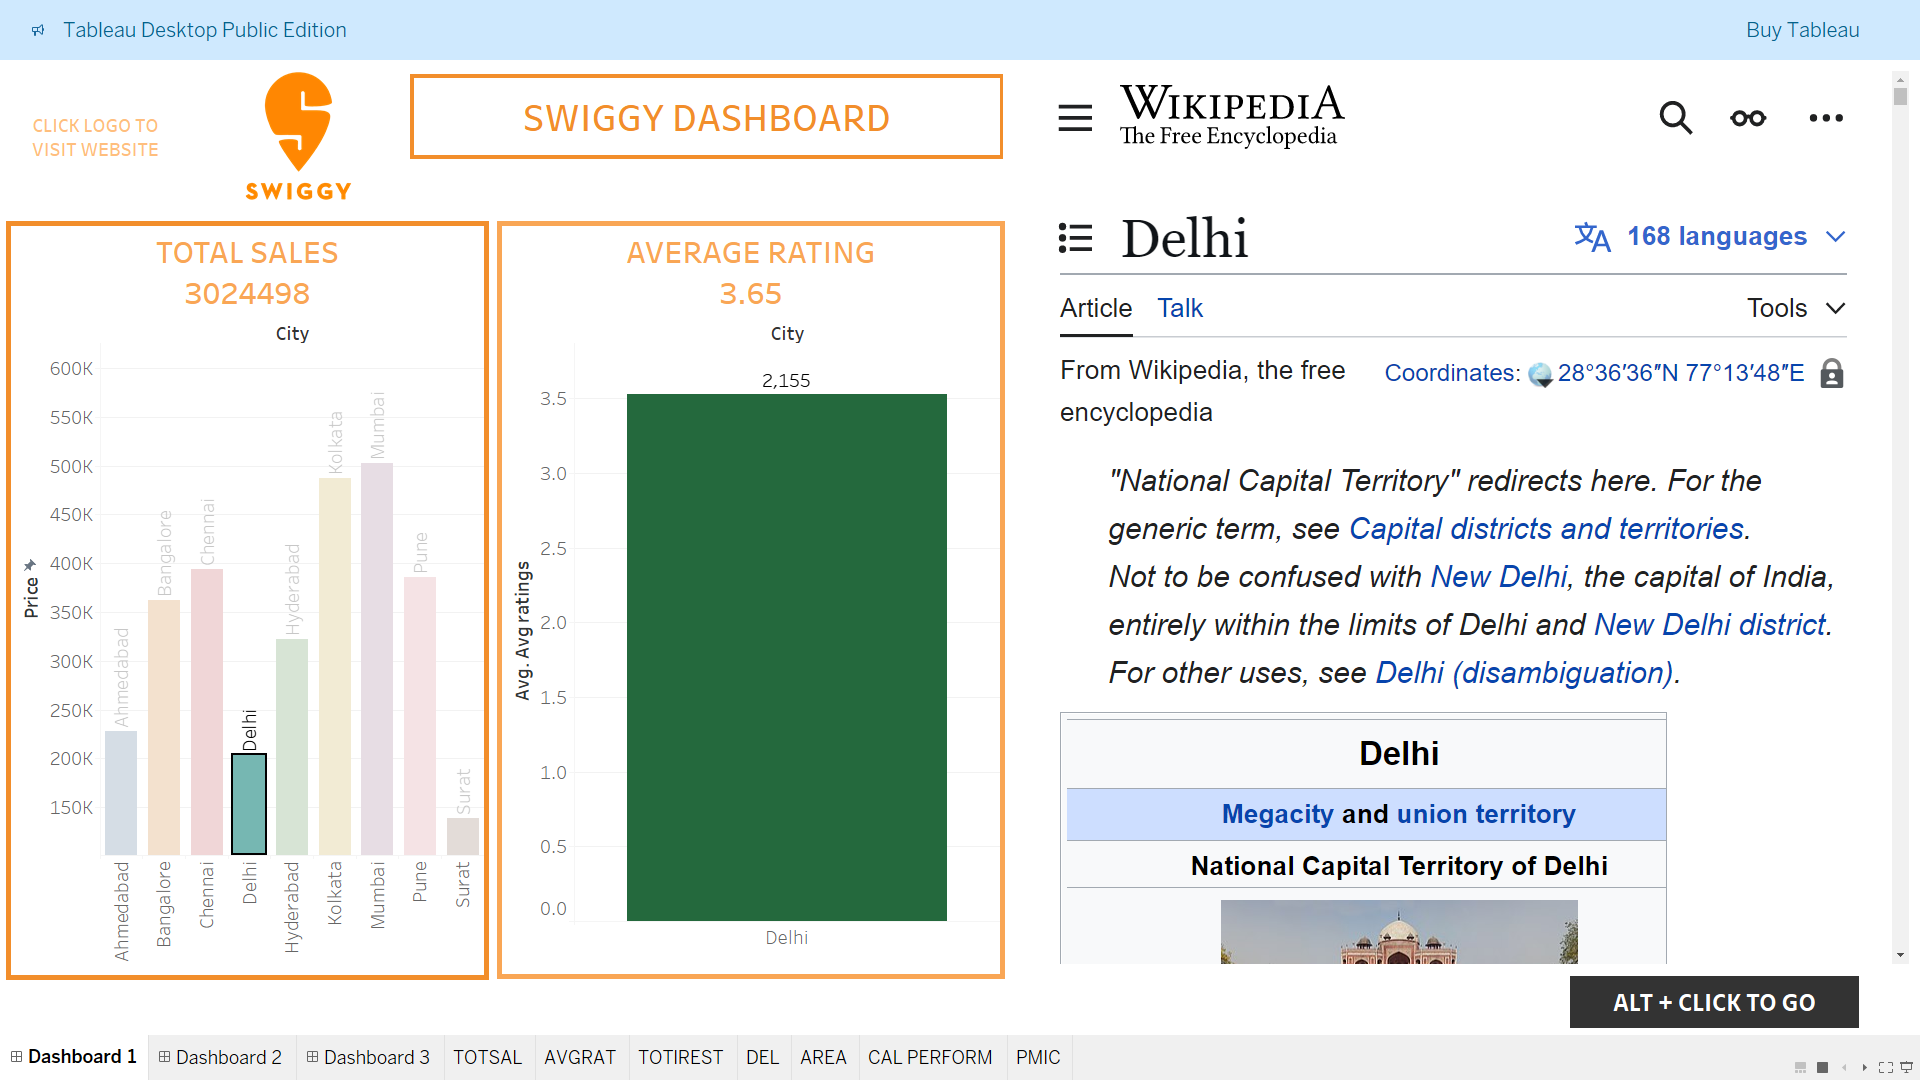 Tableau Desktop Public Edition
Buy Tableau
CLICK LOGO TO
VISIT WEBSITE
SWIGGY
SWIGGY DASHBOARD
TOTAL SALES
3024498
City
600K
550K
500K
450K
400K
350K
300K
250K
200K
150K
Price
Ahmedabad
Bangalore
Chennai
Delhi
Hyderabad
Kolkata
Mumbai
Pune
Surat
Ahmedabad
Bangalore
Chennai
Delhi
Hyderabad
Kolkata
Mumbai
Pune
Surat
AVERAGE RATING
3.65
City
2,155
3.5
3.0
2.5
2.0
1.5
1.0
0.5
0.0
Avg. Avg ratings
Delhi
WIKIPEDIA
The Free Encyclopedia
Delhi
168 languages
Article Talk
Tools
From Wikipedia, the free
encyclopedia
Coordinates: 28°36′36″N 77°13′48″E
"National Capital Territory" redirects here. For the
generic term, see Capital districts and territories.
Not to be confused with New Delhi, the capital of India,
entirely within the limits of Delhi and New Delhi district.
For other uses, see Delhi (disambiguation).
Delhi
Megacity and union territory
National Capital Territory of Delhi
ALT + CLICK TO GO
Dashboard 1 Dashboard 2 Dashboard 3 TOTSAL AVGRAT TOTIREST DEL AREA CAL PERFORM PMIC